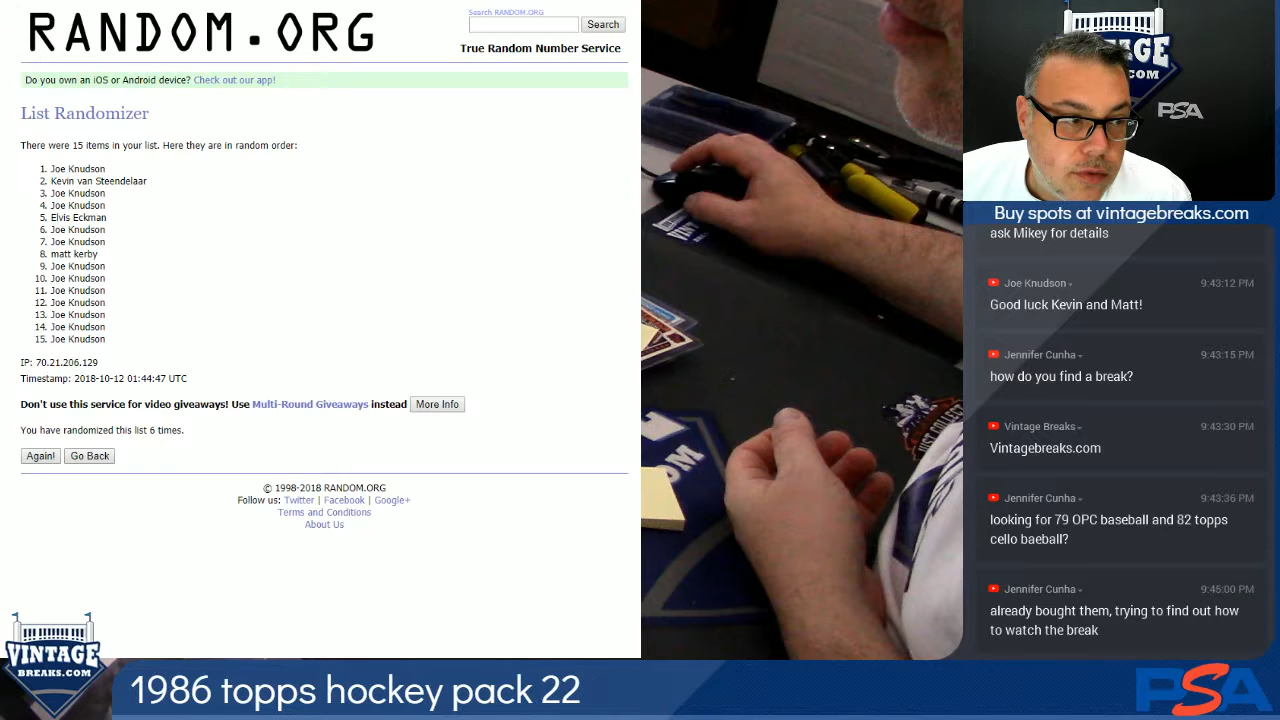 RANDOM.ORG
Search RANDOM.ORG
Search
True Random Number Service
Do you own an iOS or Android device? Check out our app!
List Randomizer
There were 15 items in your list. Here they are in random order:
1. Joe Knudson
2. Kevin van Steendelaar
3. Joe Knudson
4. Joe Knudson
5. Elvis Eckman
6. Joe Knudson
7. Joe Knudson
8. matt kerby
9. Joe Knudson
10. Joe Knudson
11. Joe Knudson
12. Joe Knudson
13. Joe Knudson
14. Joe Knudson
15. Joe Knudson
IP: 70.21.206.129
Timestamp: 2018-10-12 01:44:47 UTC
Don't use this service for video giveaways! Use Multi-Round Giveaways instead More Info
You have randomized this list 6 times.
Again! Go Back
© 1998-2018 RANDOM.ORG
Follow us: Twitter | Facebook | Google+
Terms and Conditions
About Us
PSA
Buy spots at vintagebreaks.com
ask Mikey for details
Joe Knudson 9:43:12 PM
Good luck Kevin and Matt!
Jennifer Cunha 9:43:15 PM
how do you find a break?
Vintage Breaks 9:43:30 PM
Vintagebreaks.com
Jennifer Cunha 9:43:36 PM
looking for 79 OPC baseball and 82 topps
cello baeball?
Jennifer Cunha 9:45:00 PM
already bought them, trying to find out how
to watch the break
VINTAGE
BREAKS.COM
1986 topps hockey pack 22
PSA